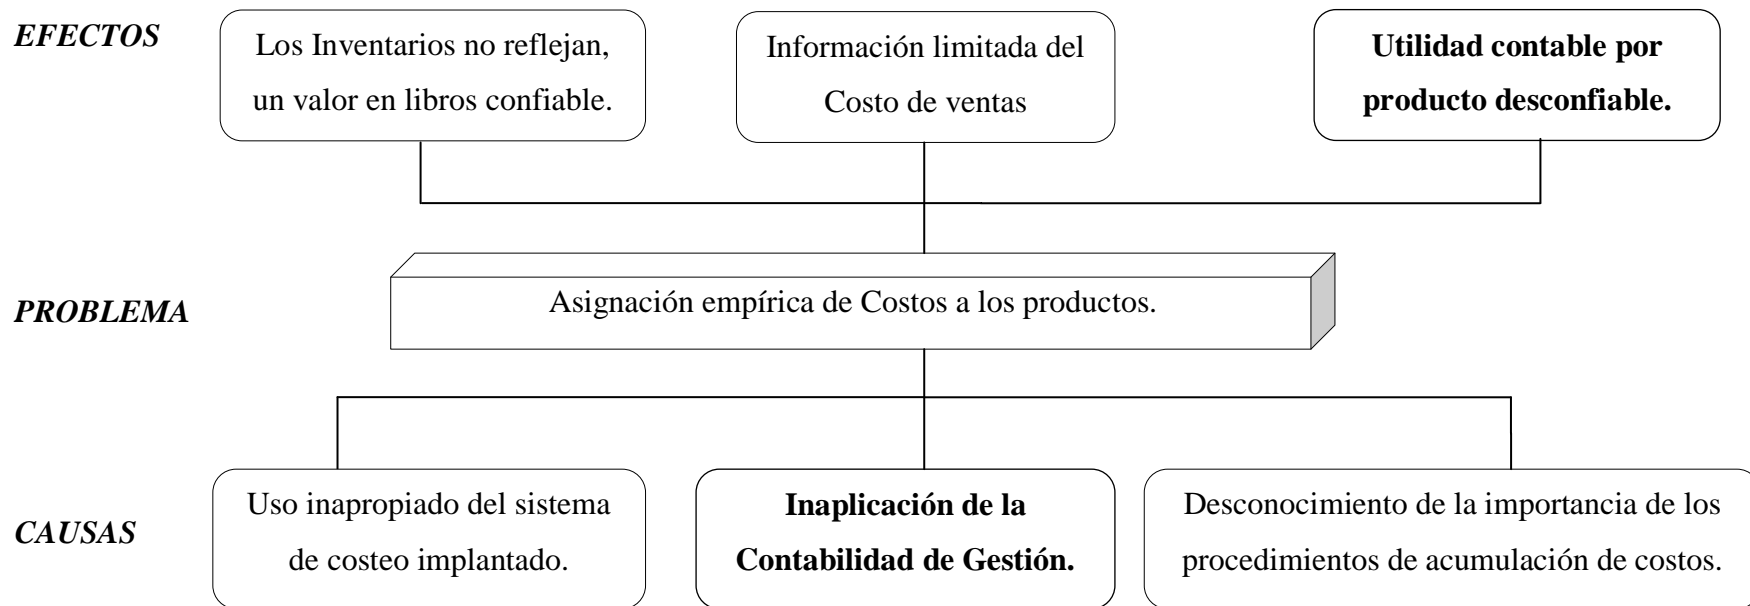 EFECTOS
Los Inventarios no reflejan,
un valor en libros confiable.
Información limitada del
Costo de ventas
Utilidad contable por
producto desconfiable.
PROBLEMA
Asignación empírica de Costos a los productos.
CAUSAS
Uso inapropiado del sistema
de costeo implantado.
Inaplicación de la
Contabilidad de Gestión.
Desconocimiento de la importancia de los
procedimientos de acumulación de costos.